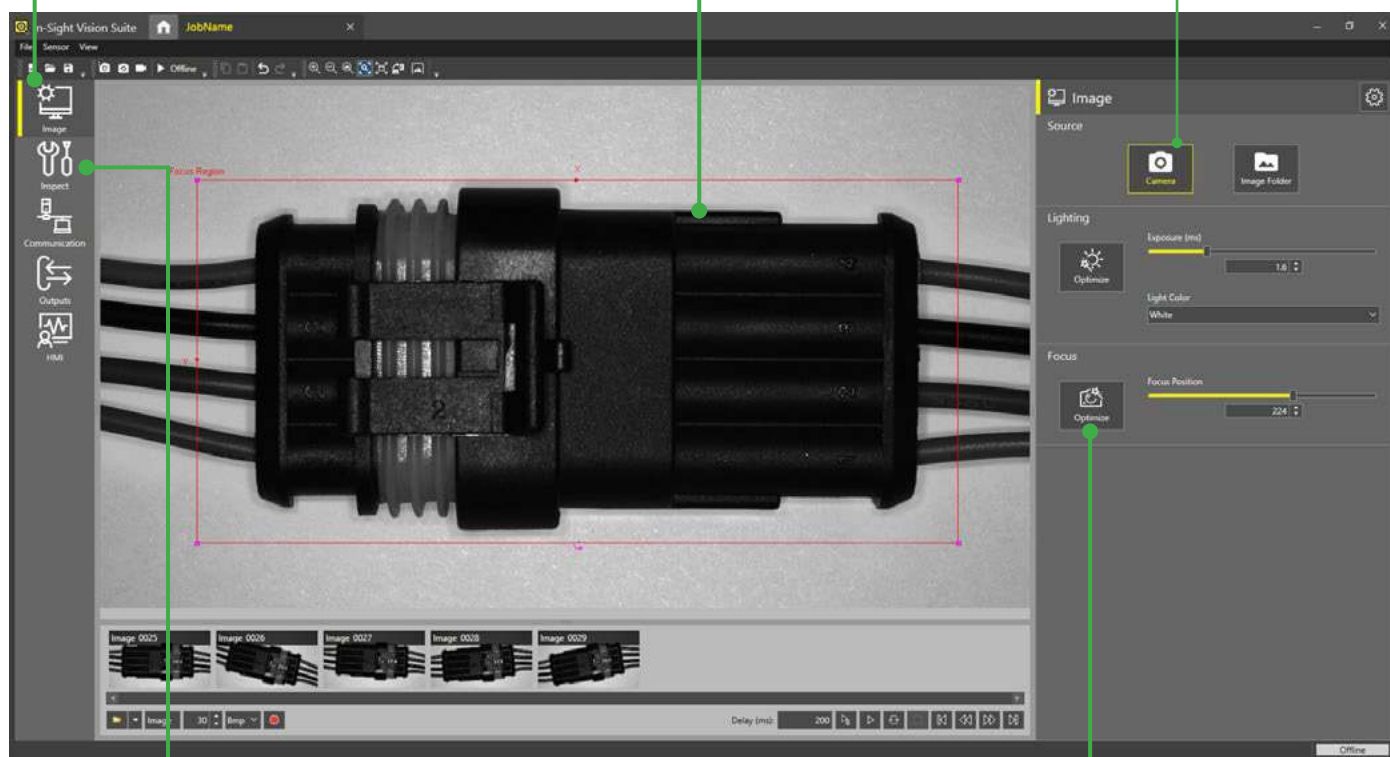 In-Sight Vision Suite
JobName
File Sensor View
Offline
Image
Inspect
Communication
Outputs
HMI
Focus Region
X
Y
2
Image
Source
Camera
Image Folder
Lighting
Optimize
Exposure (ms)
1.6
Light Color
White
Focus
Optimize
Focus Position
224
Image 0025
Image 0026
Image 0027
Image 0028
Image 0029
Image 30 Bmp
Delay (ms): 200
Offline